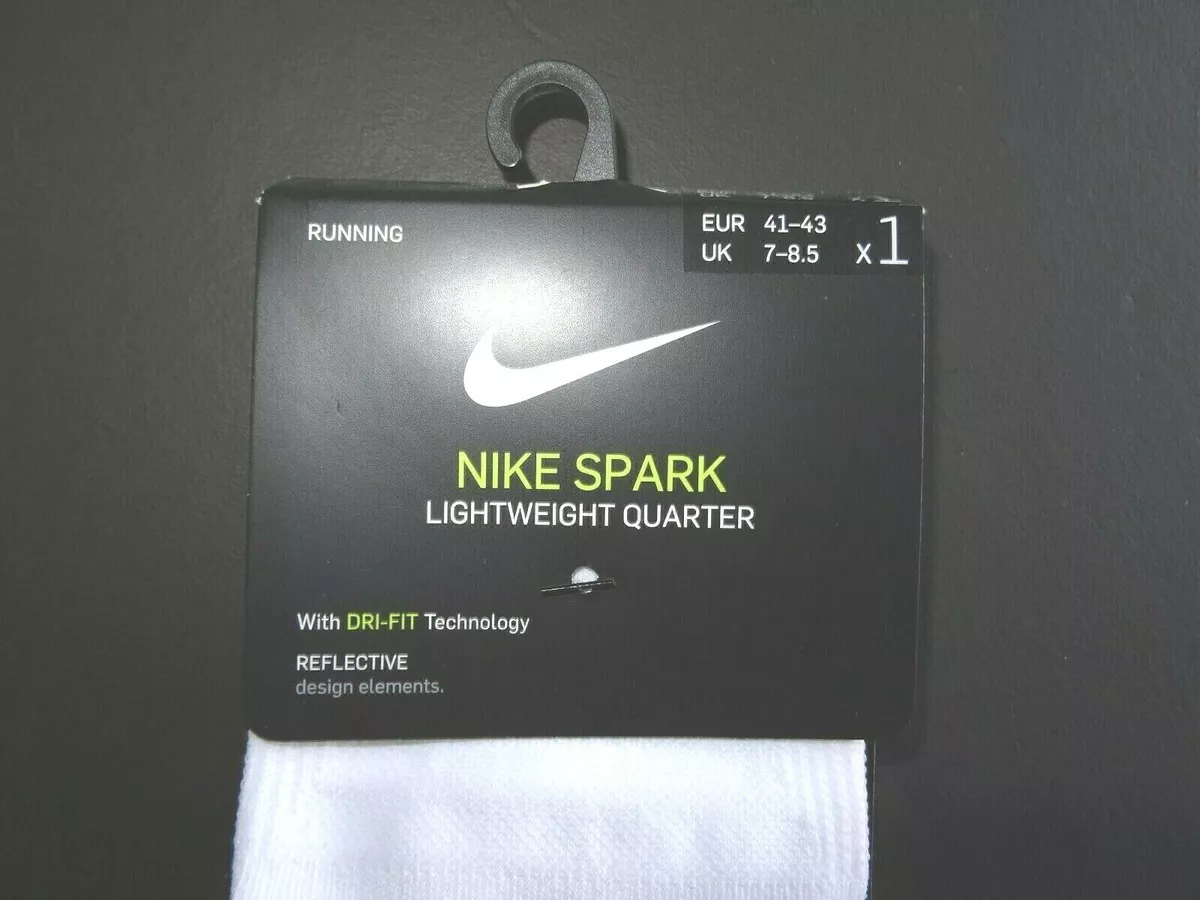 RUNNING
EUR 41–43
UK 7–8.5
x1
NIKE SPARK
LIGHTWEIGHT QUARTER
With DRI-FIT Technology
REFLECTIVE
design elements.